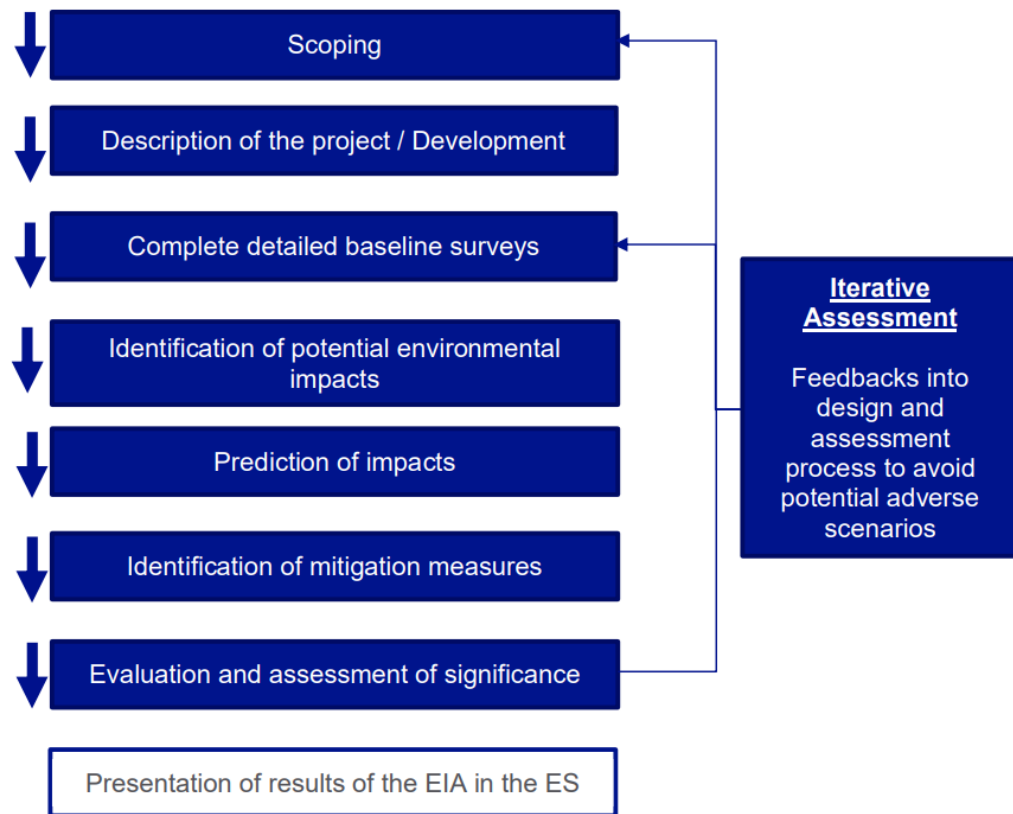 Scoping
Description of the project / Development
Complete detailed baseline surveys
Identification of potential environmental
impacts
Prediction of impacts
Identification of mitigation measures
Evaluation and assessment of significance
Presentation of results of the EIA in the ES
Iterative
Assessment
Feedbacks into
design and
assessment
process to avoid
potential adverse
scenarios